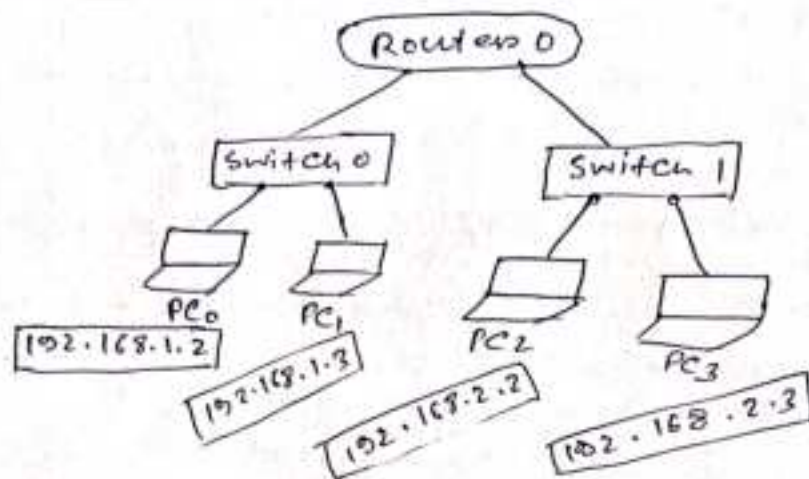 Router 0
Switch 0
Switch 1
PC0
PC1
PC2
PC3
192.168.1.2
192.168.1.3
192.168.2.2
192.168.2.3